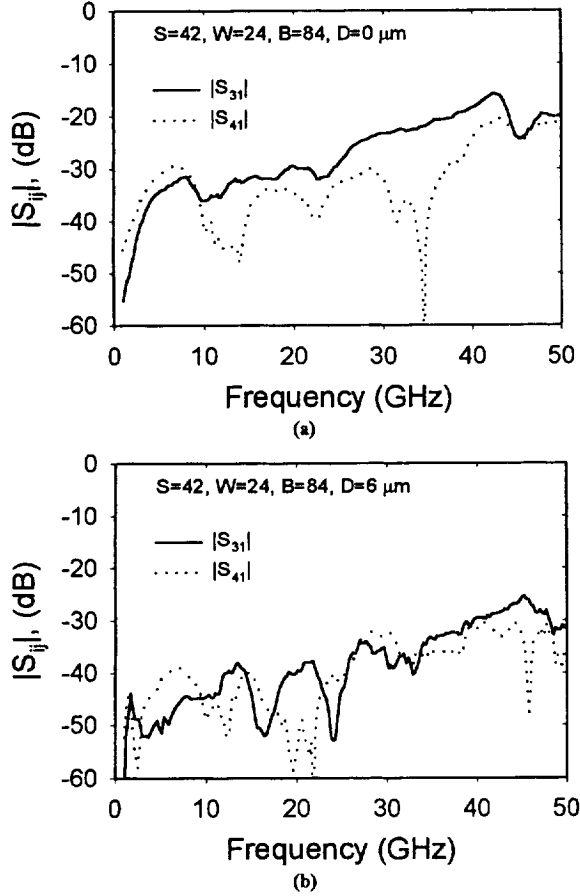 0
S=42, W=24, B=84, D=0 μm
-10
|S31|
-20
|S41|
-30
|Sij|, (dB)
-40
-50
-60
0 10 20 30 40 50
Frequency (GHz)
(a)
0
S=42, W=24, B=84, D=6 μm
-10
|S31|
-20
|S41|
-30
|Sij|, (dB)
-40
-50
-60
0 10 20 30 40 50
Frequency (GHz)
(b)